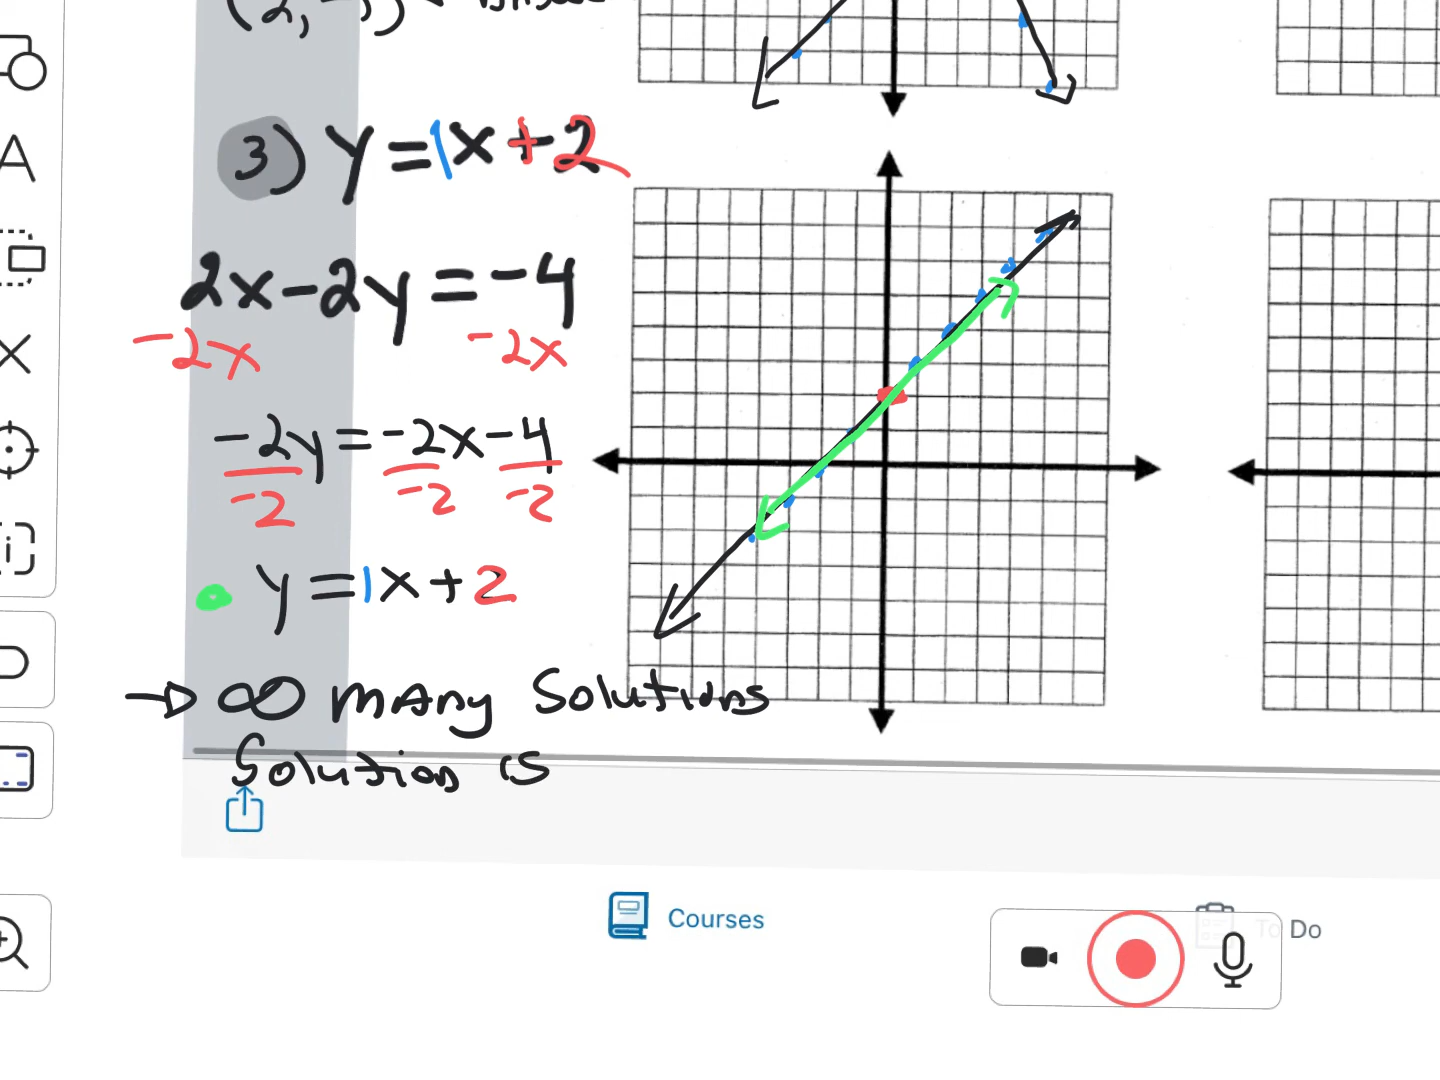 3) y = 1x + 2
2x - 2y = -4
-2x -2x
-2y = -2x - 4
-2 -2 -2
y = 1x + 2
→ ∞ many Solutions
Solution is
Courses
To Do